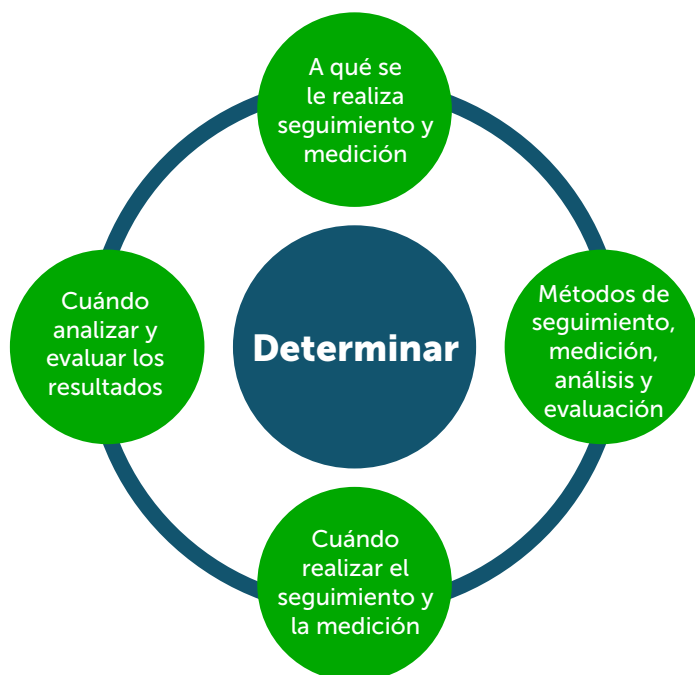 A qué se
le realiza
seguimiento y
medición
Métodos de
seguimiento,
medición,
análisis y
evaluación
Determinar
Cuándo
realizar el
seguimiento y
la medición
Cuándo
analizar y
evaluar los
resultados